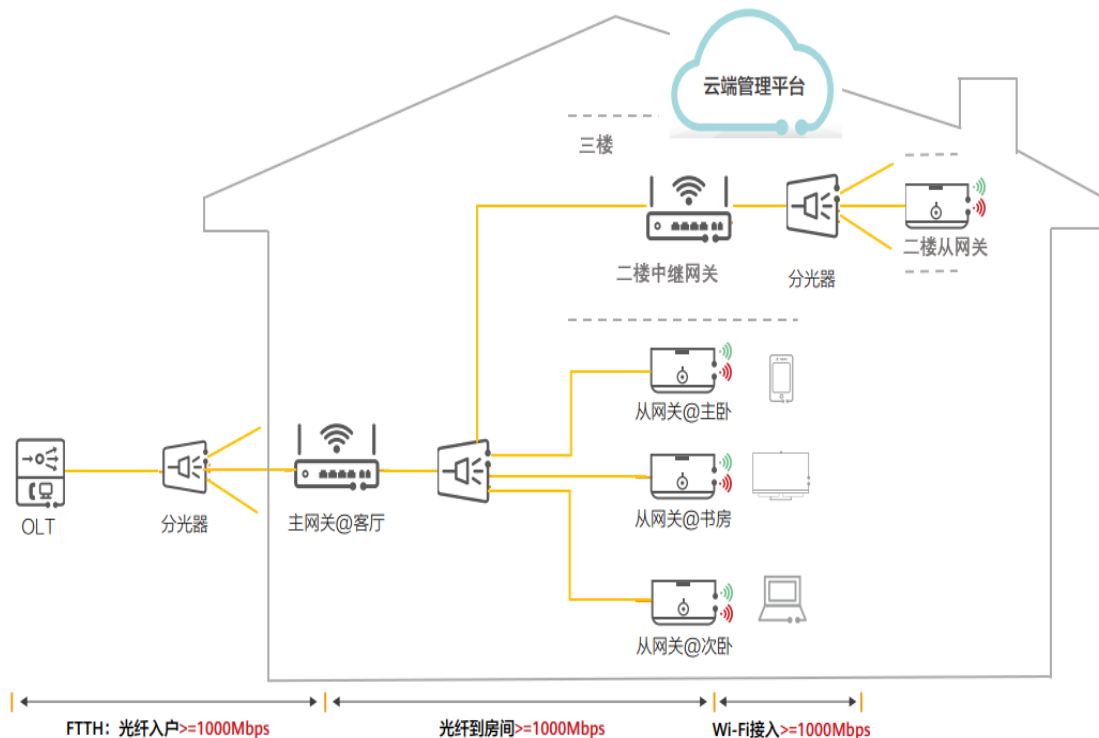 云端管理平台
三楼
二楼中继网关
分光器
二楼从网关
从网关@主卧
OLT
分光器
主网关@客厅
从网关@书房
从网关@次卧
FTTH：光纤入户>=1000Mbps
光纤到房间>=1000Mbps
Wi-Fi接入>=1000Mbps